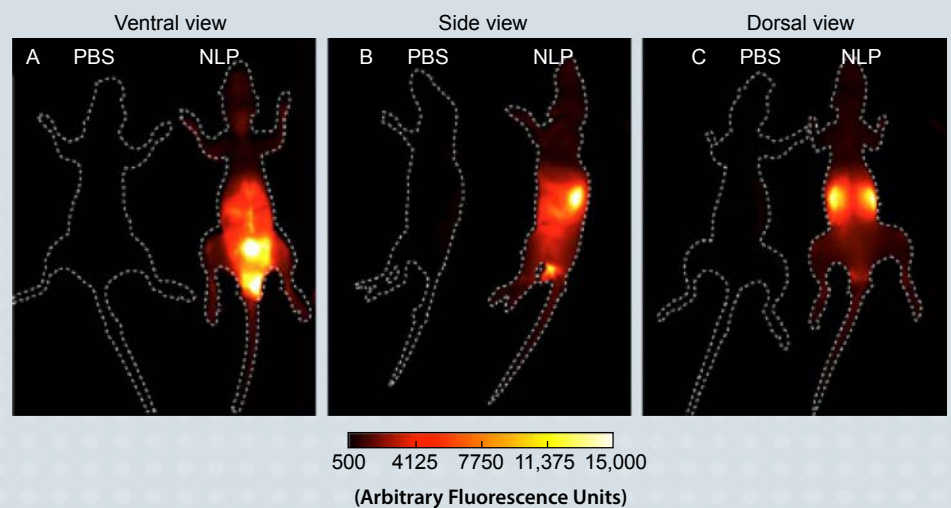 Ventral view Side view Dorsal view
A PBS NLP B PBS NLP C PBS NLP
500 4125 7750 11,375 15,000
(Arbitrary Fluorescence Units)